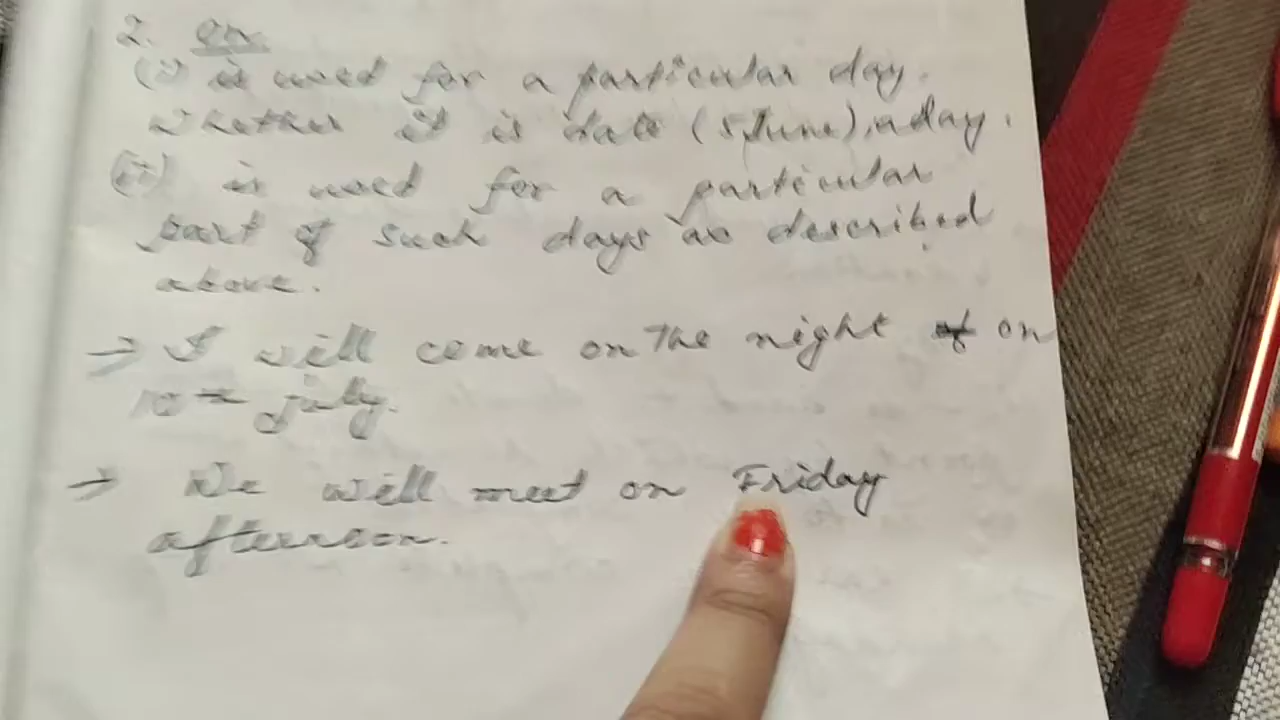 2. on
(i) is used for a particular day.
whether it is date (5 June), a day.
(ii) is used for a particular
part of such days as described
above.
→ I will come on the night of on
10th july.
→ We will meet on Friday
afternoon.